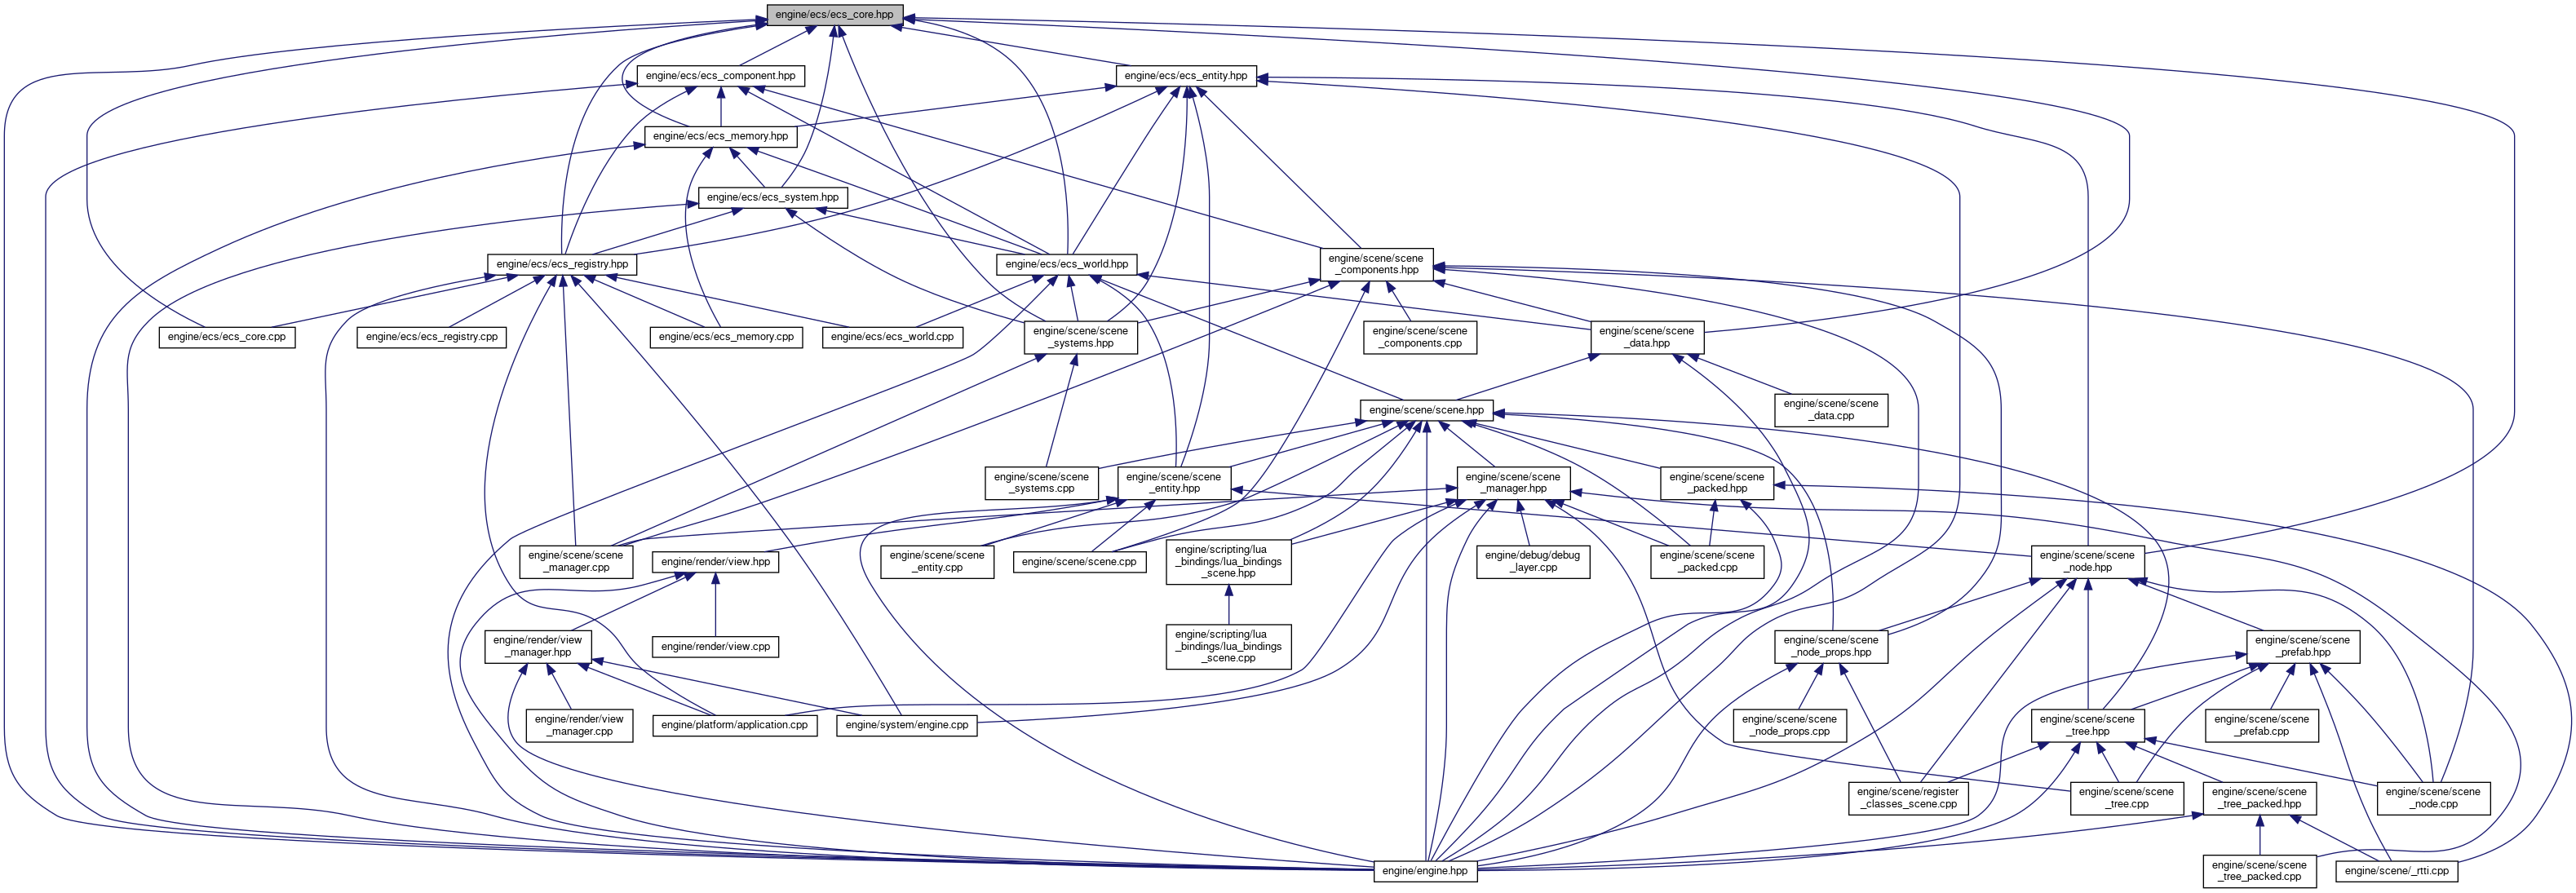 engine/ecs/ecs_core.hpp
engine/ecs/ecs_component.hpp
engine/ecs/ecs_entity.hpp
engine/ecs/ecs_memory.hpp
engine/ecs/ecs_system.hpp
engine/ecs/ecs_registry.hpp
engine/ecs/ecs_world.hpp
engine/scene/scene
_components.hpp
engine/ecs/ecs_core.cpp
engine/ecs/ecs_registry.cpp
engine/ecs/ecs_memory.cpp
engine/ecs/ecs_world.cpp
engine/scene/scene
_systems.hpp
engine/scene/scene
_components.cpp
engine/scene/scene
_data.hpp
engine/scene/scene.hpp
engine/scene/scene
_data.cpp
engine/scene/scene
_systems.cpp
engine/scene/scene
_entity.hpp
engine/scene/scene
_manager.hpp
engine/scene/scene
_packed.hpp
engine/scene/scene
_manager.cpp
engine/render/view.hpp
engine/scene/scene
_entity.cpp
engine/scene/scene.cpp
engine/scripting/lua
_bindings/lua_bindings
_scene.hpp
engine/debug/debug
_layer.cpp
engine/scene/scene
_packed.cpp
engine/scene/scene
_node.hpp
engine/render/view
_manager.hpp
engine/render/view.cpp
engine/scripting/lua
_bindings/lua_bindings
_scene.cpp
engine/scene/scene
_node_props.hpp
engine/scene/scene
_prefab.hpp
engine/render/view
_manager.cpp
engine/platform/application.cpp
engine/system/engine.cpp
engine/scene/scene
_node_props.cpp
engine/scene/scene
_tree.hpp
engine/scene/scene
_prefab.cpp
engine/scene/register
_classes_scene.cpp
engine/scene/scene
_tree.cpp
engine/scene/scene
_tree_packed.hpp
engine/scene/scene
_node.cpp
engine/engine.hpp
engine/scene/scene
_tree_packed.cpp
engine/scene/_rtti.cpp